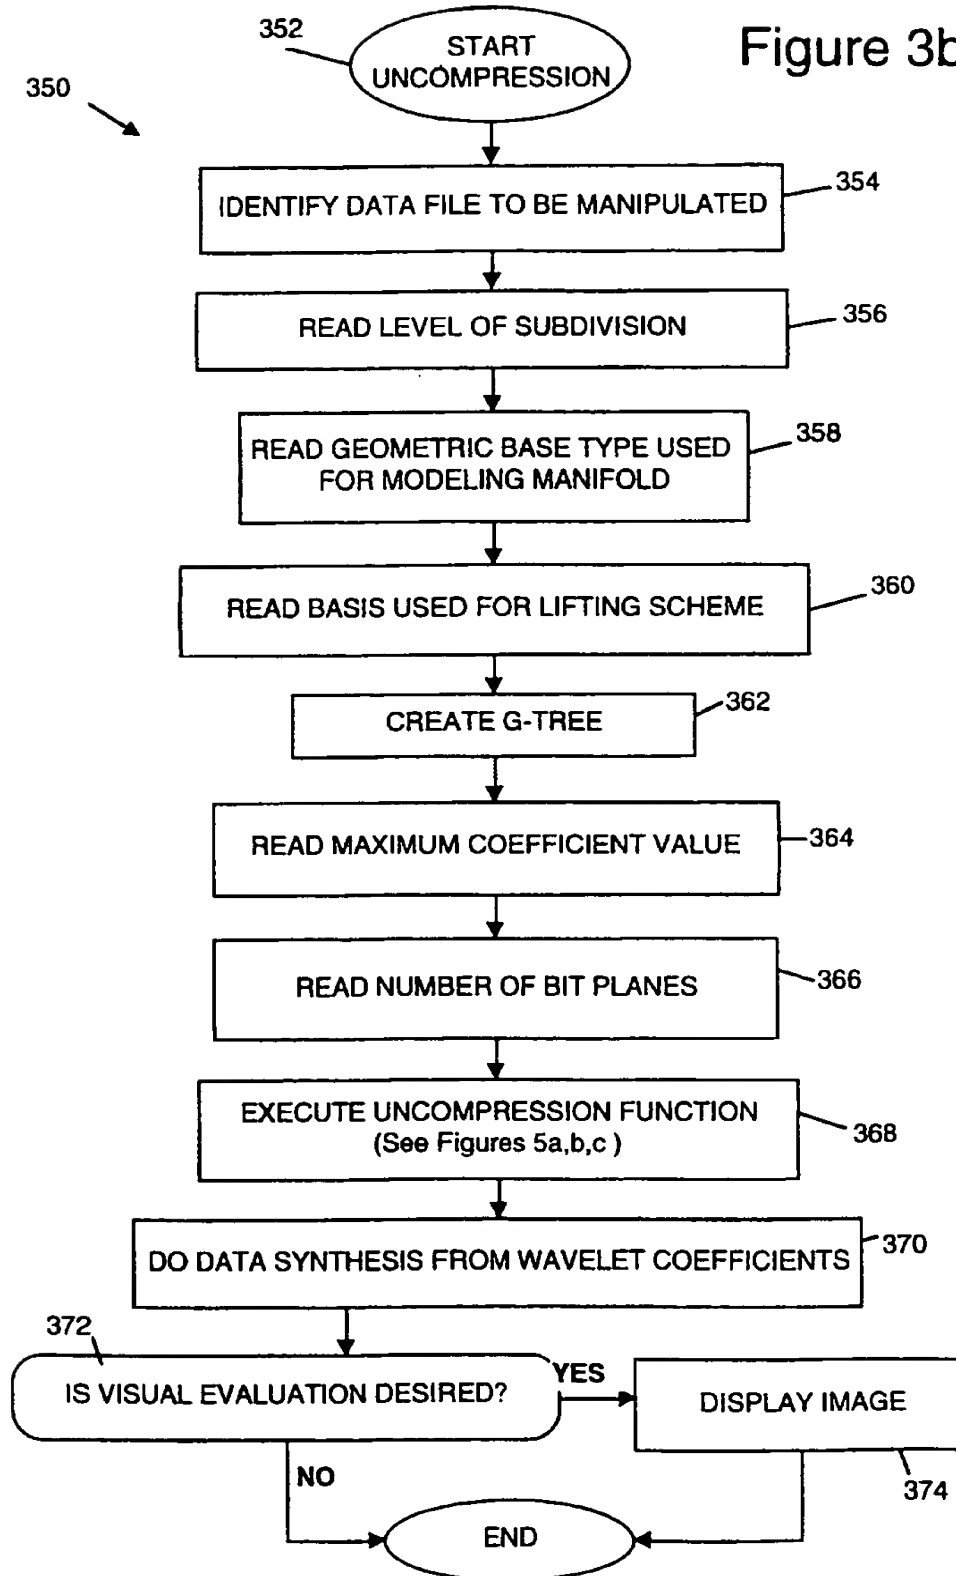 Figure 3b
352
START
UNCOMPRESSION
350
354
IDENTIFY DATA FILE TO BE MANIPULATED
356
READ LEVEL OF SUBDIVISION
358
READ GEOMETRIC BASE TYPE USED
FOR MODELING MANIFOLD
360
READ BASIS USED FOR LIFTING SCHEME
362
CREATE G-TREE
364
READ MAXIMUM COEFFICIENT VALUE
366
READ NUMBER OF BIT PLANES
EXECUTE UNCOMPRESSION FUNCTION
(See Figures 5a,b,c )
368
370
DO DATA SYNTHESIS FROM WAVELET COEFFICIENTS
372
IS VISUAL EVALUATION DESIRED?
YES
DISPLAY IMAGE
374
NO
END